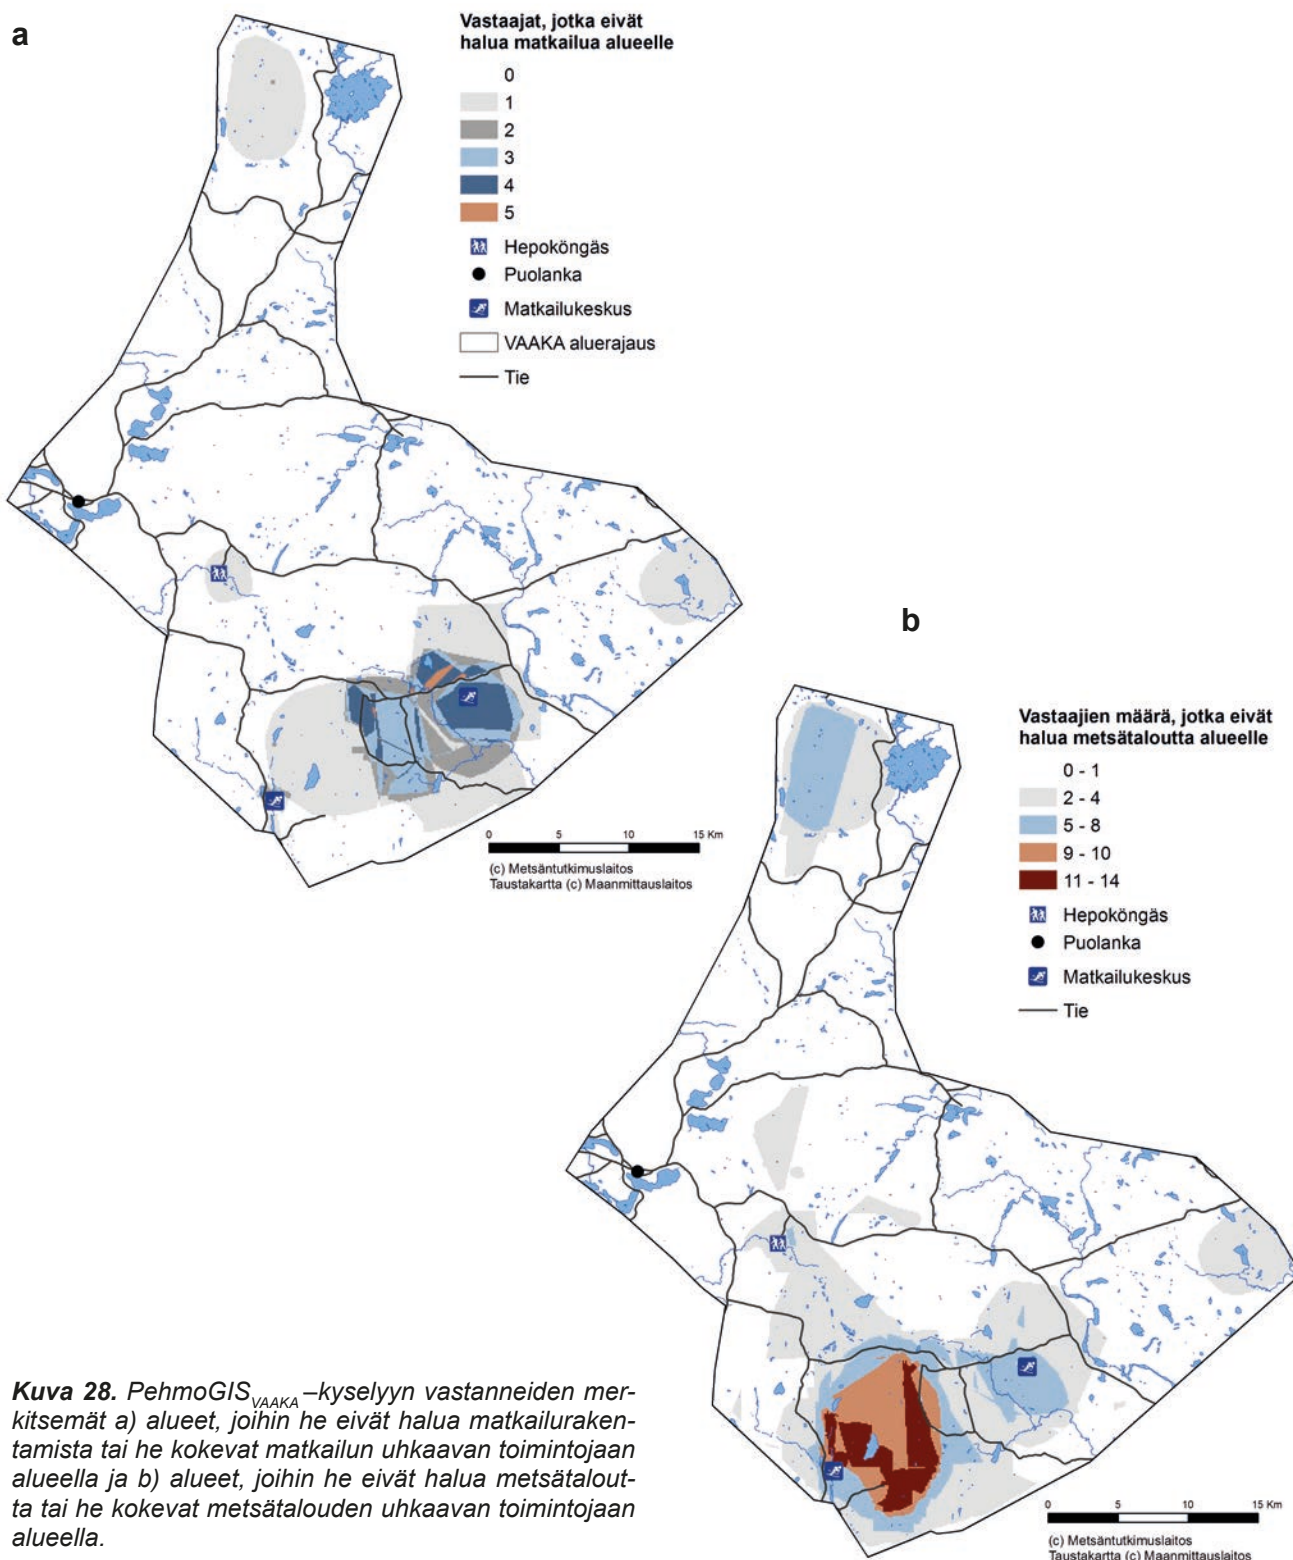 a
Vastaajat, jotka eivät
halua matkailua alueelle
0
1
2
3
4
5
Hepoköngäs
Puolanka
Matkailukeskus
VAAKA aluerajaus
Tie
0 5 10 15 Km
(c) Metsäntutkimuslaitos
Taustakartta (c) Maanmittauslaitos
b
Vastaajien määrä, jotka eivät
halua metsätaloutta alueelle
0 - 1
2 - 4
5 - 8
9 - 10
11 - 14
Hepoköngäs
Puolanka
Matkailukeskus
Tie
0 5 10 15 Km
(c) Metsäntutkimuslaitos
Taustakartta (c) Maanmittauslaitos
Kuva 28. PehmoGIS VAAKA –kyselyyn vastanneiden mer-
kitsemät a) alueet, joihin he eivät halua matkailuraken-
tamista tai he kokevat matkailun uhkaavan toimintojaan
alueella ja b) alueet, joihin he eivät halua metsätalout-
ta tai he kokevat metsätalouden uhkaavan toimintojaan
alueella.